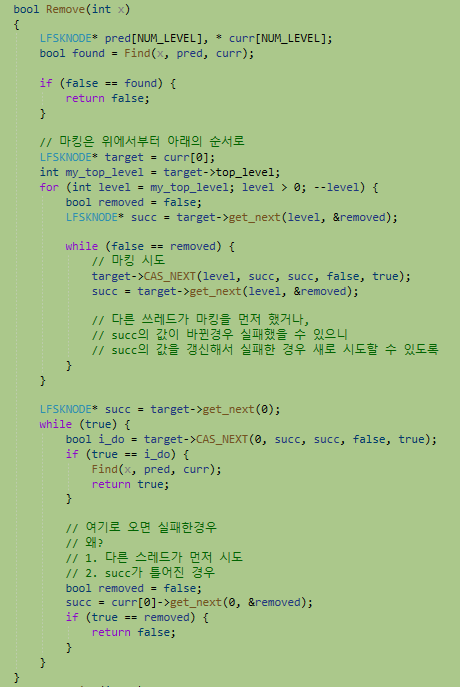 bool Remove(int x)
{
    LFSKNODE* pred[NUM_LEVEL], * curr[NUM_LEVEL];
    bool found = Find(x, pred, curr);

    if (false == found) {
        return false;
    }

    // 마킹은 위에서부터 아래의 순서로
    LFSKNODE* target = curr[0];
    int my_top_level = target->top_level;
    for (int level = my_top_level; level > 0; --level) {
        bool removed = false;
        LFSKNODE* succ = target->get_next(level, &removed);

        while (false == removed) {
            // 마킹 시도
            target->CAS_NEXT(level, succ, succ, false, true);
            succ = target->get_next(level, &removed);

            // 다른 쓰레드가 마킹을 먼저 했거나,
            // succ의 값이 바뀐경우 실패했을 수 있으니
            // succ의 값을 갱신해서 실패한 경우 새로 시도할 수 있도록
        }
    }

    LFSKNODE* succ = target->get_next(0);
    while (true) {
        bool i_do = target->CAS_NEXT(0, succ, succ, false, true);
        if (true == i_do) {
            Find(x, pred, curr);
            return true;
        }

        // 여기로 오면 실패한경우
        // 왜?
        // 1. 다른 스레드가 먼저 시도
        // 2. succ가 틀어진 경우
        bool removed = false;
        succ = curr[0]->get_next(0, &removed);
        if (true == removed) {
            return false;
        }
    }
}